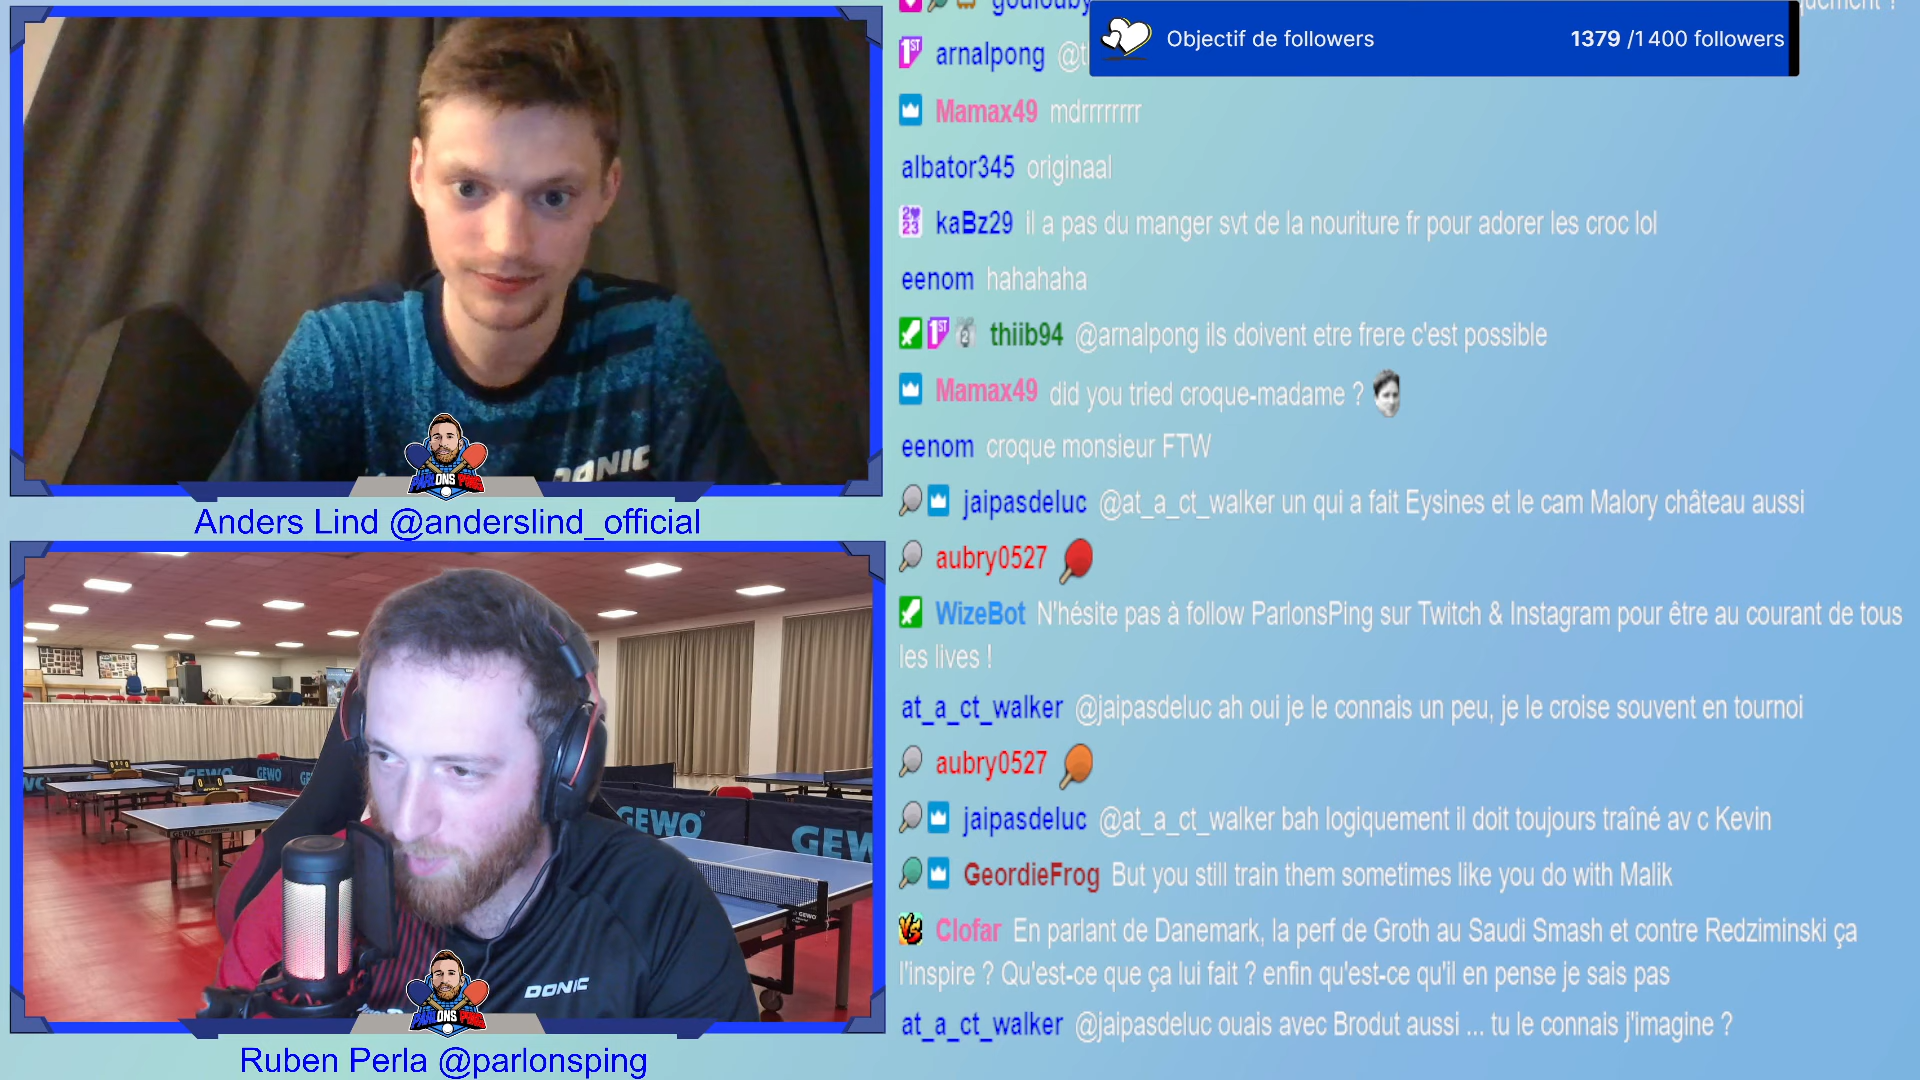 Objectif de followers
1379 /1 400 followers
arnalpong
Mamax49 mdrrrrrrrr
albator345 originaal
kaBz29 il a pas du manger svt de la nouriture fr pour adorer les croc lol
eenom hahahaha
thiib94 @arnalpong ils doivent etre frere c'est possible
Mamax49 did you tried croque-madame ?
eenom croque monsieur FTW
jaipasdeluc @at_a_ct_walker un qui a fait Eysines et le cam Malory château aussi
aubry0527
WizeBot N'hésite pas à follow ParlonsPing sur Twitch & Instagram pour être au courant de tous
les lives !
at_a_ct_walker @jaipasdeluc ah oui je le connais un peu, je le croise souvent en tournoi
aubry0527
jaipasdeluc @at_a_ct_walker bah logiquement il doit toujours traîné av c Kevin
GeordieFrog But you still train them sometimes like you do with Malik
Clofar En parlant de Danemark, la perf de Groth au Saudi Smash et contre Redziminski ça
l'inspire ? Qu'est-ce que ça lui fait ? enfin qu'est-ce qu'il en pense je sais pas
at_a_ct_walker @jaipasdeluc ouais avec Brodut aussi ... tu le connais j'imagine ?
DONIC
PARLONS PING
Anders Lind @anderslind_official
GEWO
GEWO
GEWO
GEWO
DONIC
PARLONS PING
Ruben Perla @parlonsping